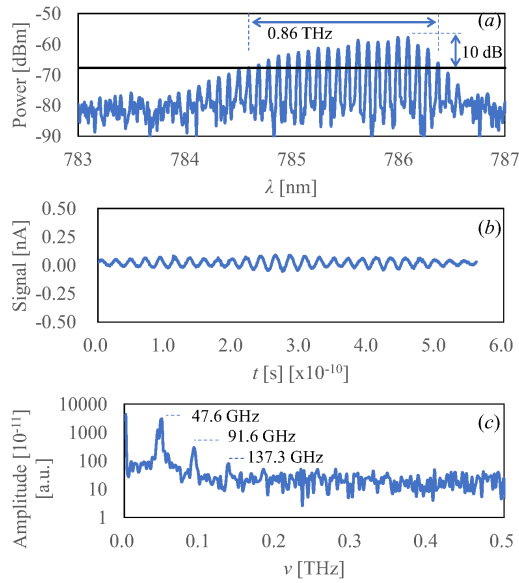 (a)
-50
-60
-70
-80
-90
Power [dBm]
0.86 THz
10 dB
783 784 785 786 787
λ [nm]
(b)
0.50
0.25
0.00
-0.25
-0.50
Signal [nA]
0.0 1.0 2.0 3.0 4.0 5.0 6.0
t [s] [x10⁻¹⁰]
(c)
10000
1000
100
10
1
Amplitude [10⁻¹¹]
[a.u.]
47.6 GHz
91.6 GHz
137.3 GHz
0.0 0.1 0.2 0.3 0.4 0.5
ν [THz]